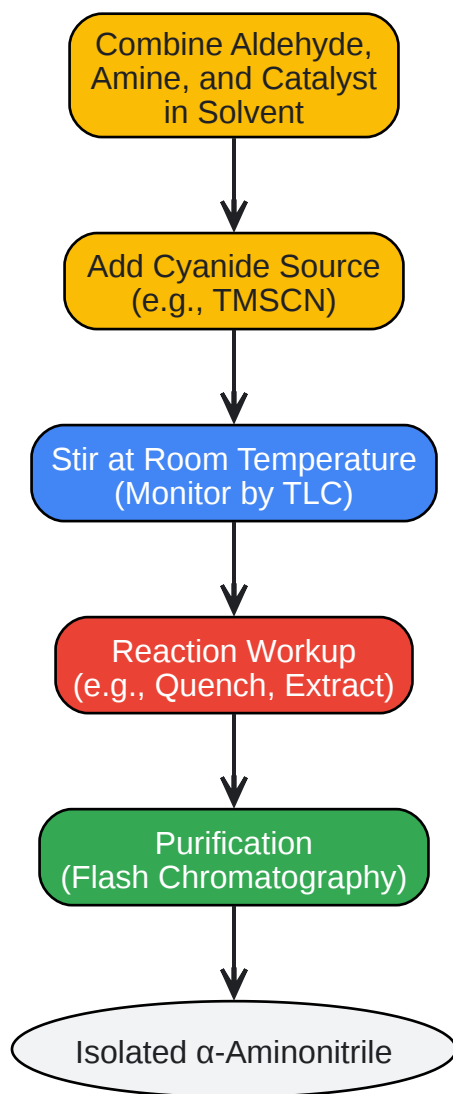 Combine Aldehyde,
Amine, and Catalyst
in Solvent
Add Cyanide Source
(e.g., TMSCN)
Stir at Room Temperature
(Monitor by TLC)
Reaction Workup
(e.g., Quench, Extract)
Purification
(Flash Chromatography)
Isolated α-Aminonitrile